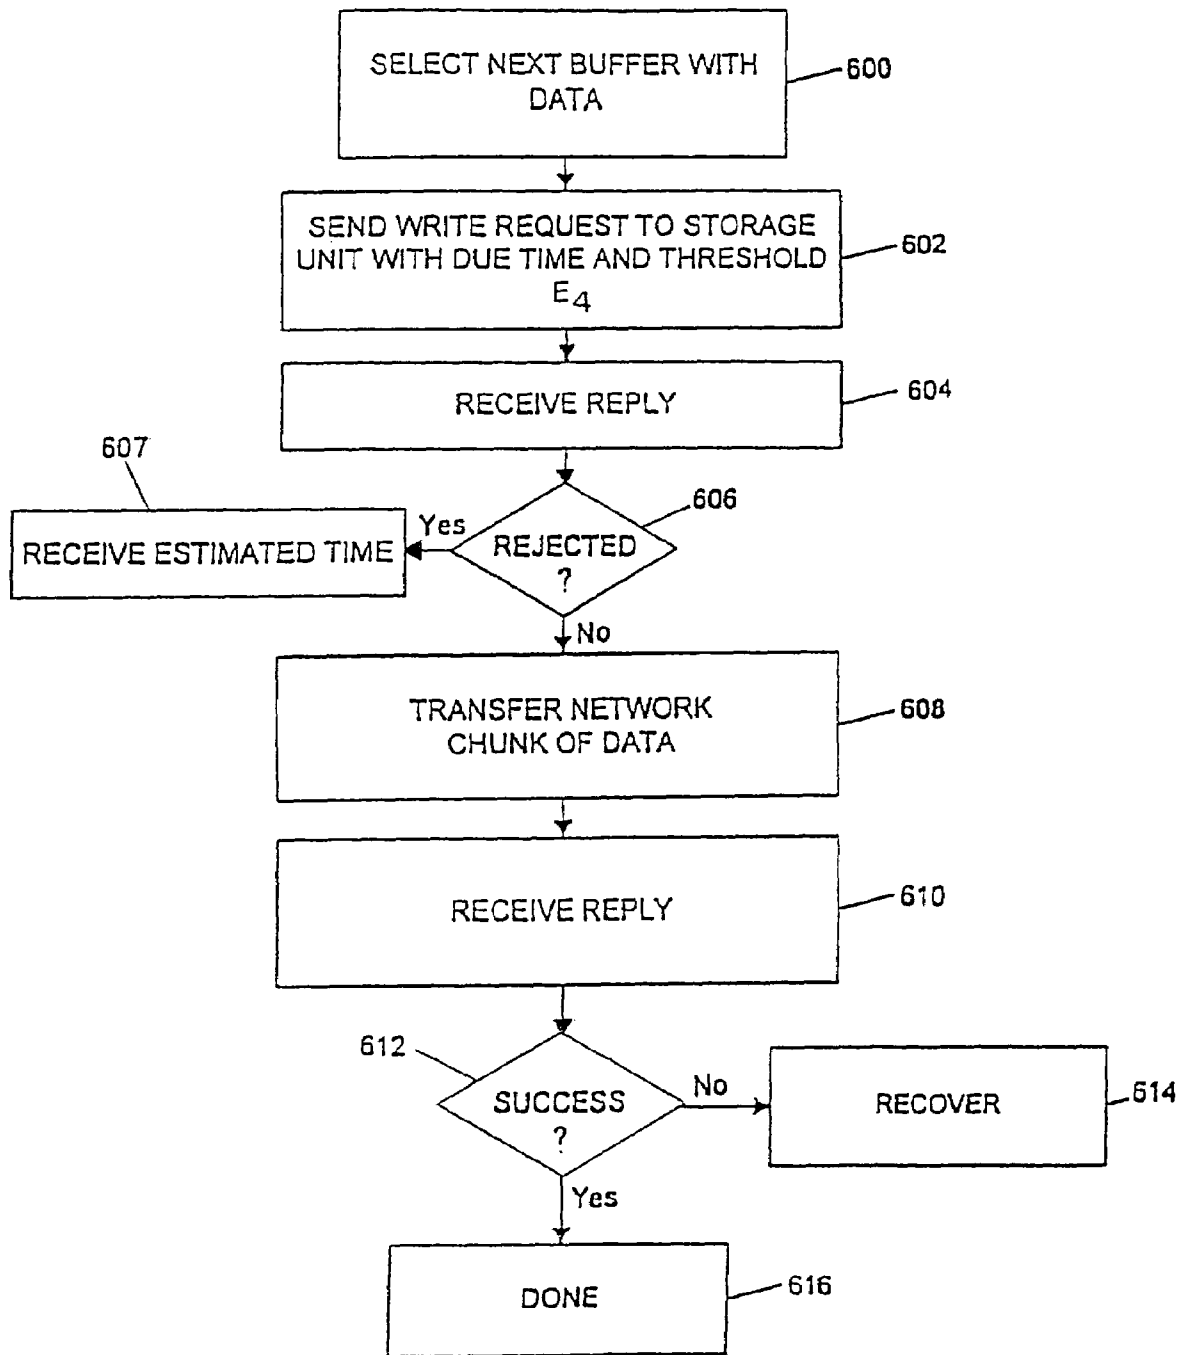 SELECT NEXT BUFFER WITH
DATA
600
SEND WRITE REQUEST TO STORAGE
UNIT WITH DUE TIME AND THRESHOLD
E4
602
RECEIVE REPLY
604
607
606
Yes
RECEIVE ESTIMATED TIME
REJECTED
?
No
TRANSFER NETWORK
CHUNK OF DATA
608
RECEIVE REPLY
610
612
SUCCESS
?
No
RECOVER
614
Yes
DONE
616